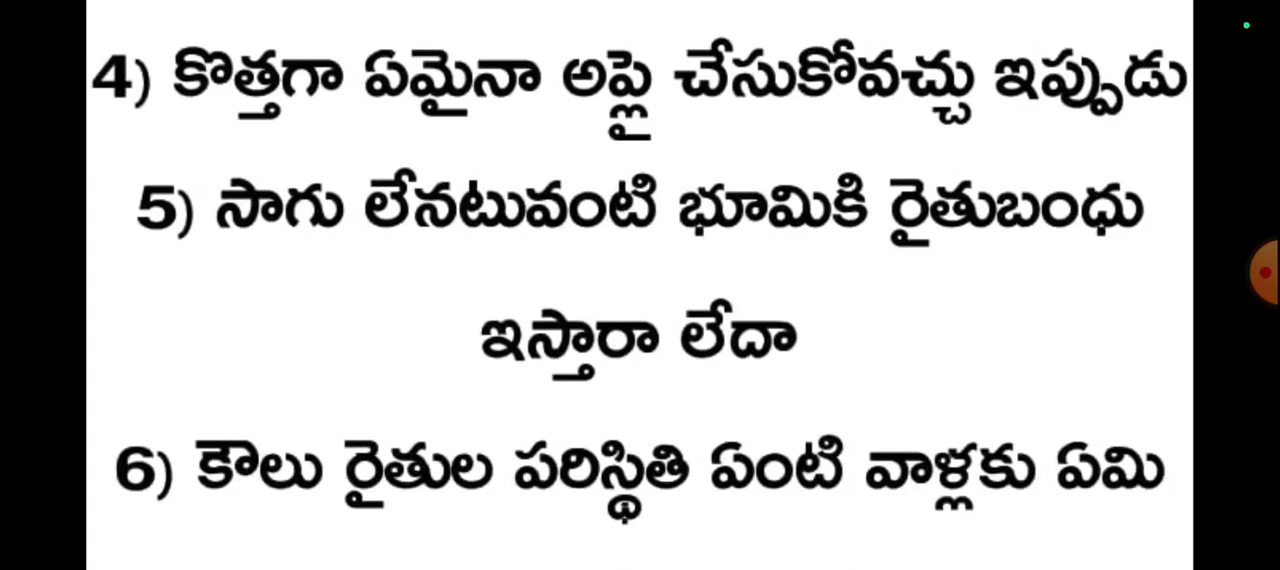 4) కొత్తగా ఏమైనా అప్లై చేసుకోవచ్చు ఇప్పుడు
5) సాగు లేనటువంటి భూమికి రైతుబంధు
ఇస్తారా లేదా
6) కౌలు రైతుల పరిస్థితి ఏంటి వాళ్లకు ఏమి